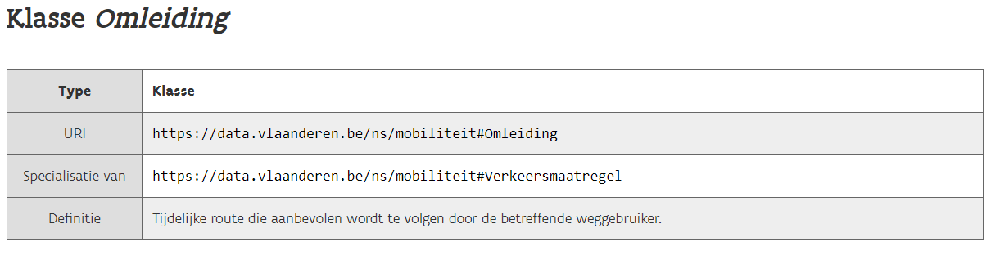 Klasse Omleiding
Type Klasse
URI https://data.vlaanderen.be/ns/mobiliteit#Omleiding
Specialisatie van https://data.vlaanderen.be/ns/mobiliteit#Verkeersmaatregel
Definitie Tijdelijke route die aanbevolen wordt te volgen door de betreffende weggebruiker.